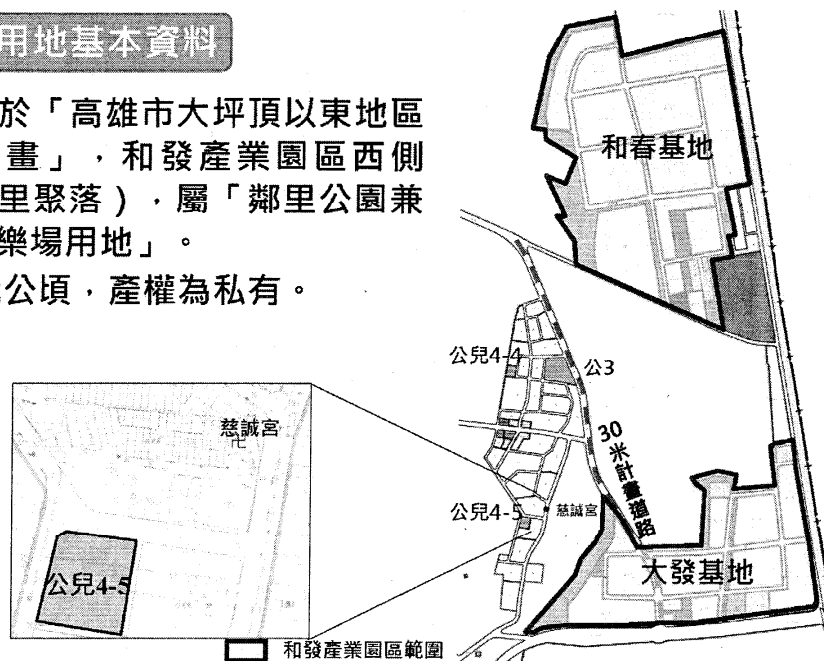 用地基本資料
於「高雄市大坪頂以東地區
畫」，和發產業園區西側
里聚落），屬「鄰里公園兼
樂場用地」。
公頃，產權為私有。
和春基地
公兒4-4
公3
30米計畫道路
慈誠宮
公兒4-5
慈誠宮
大發基地
公兒4-5
和發產業園區範圍